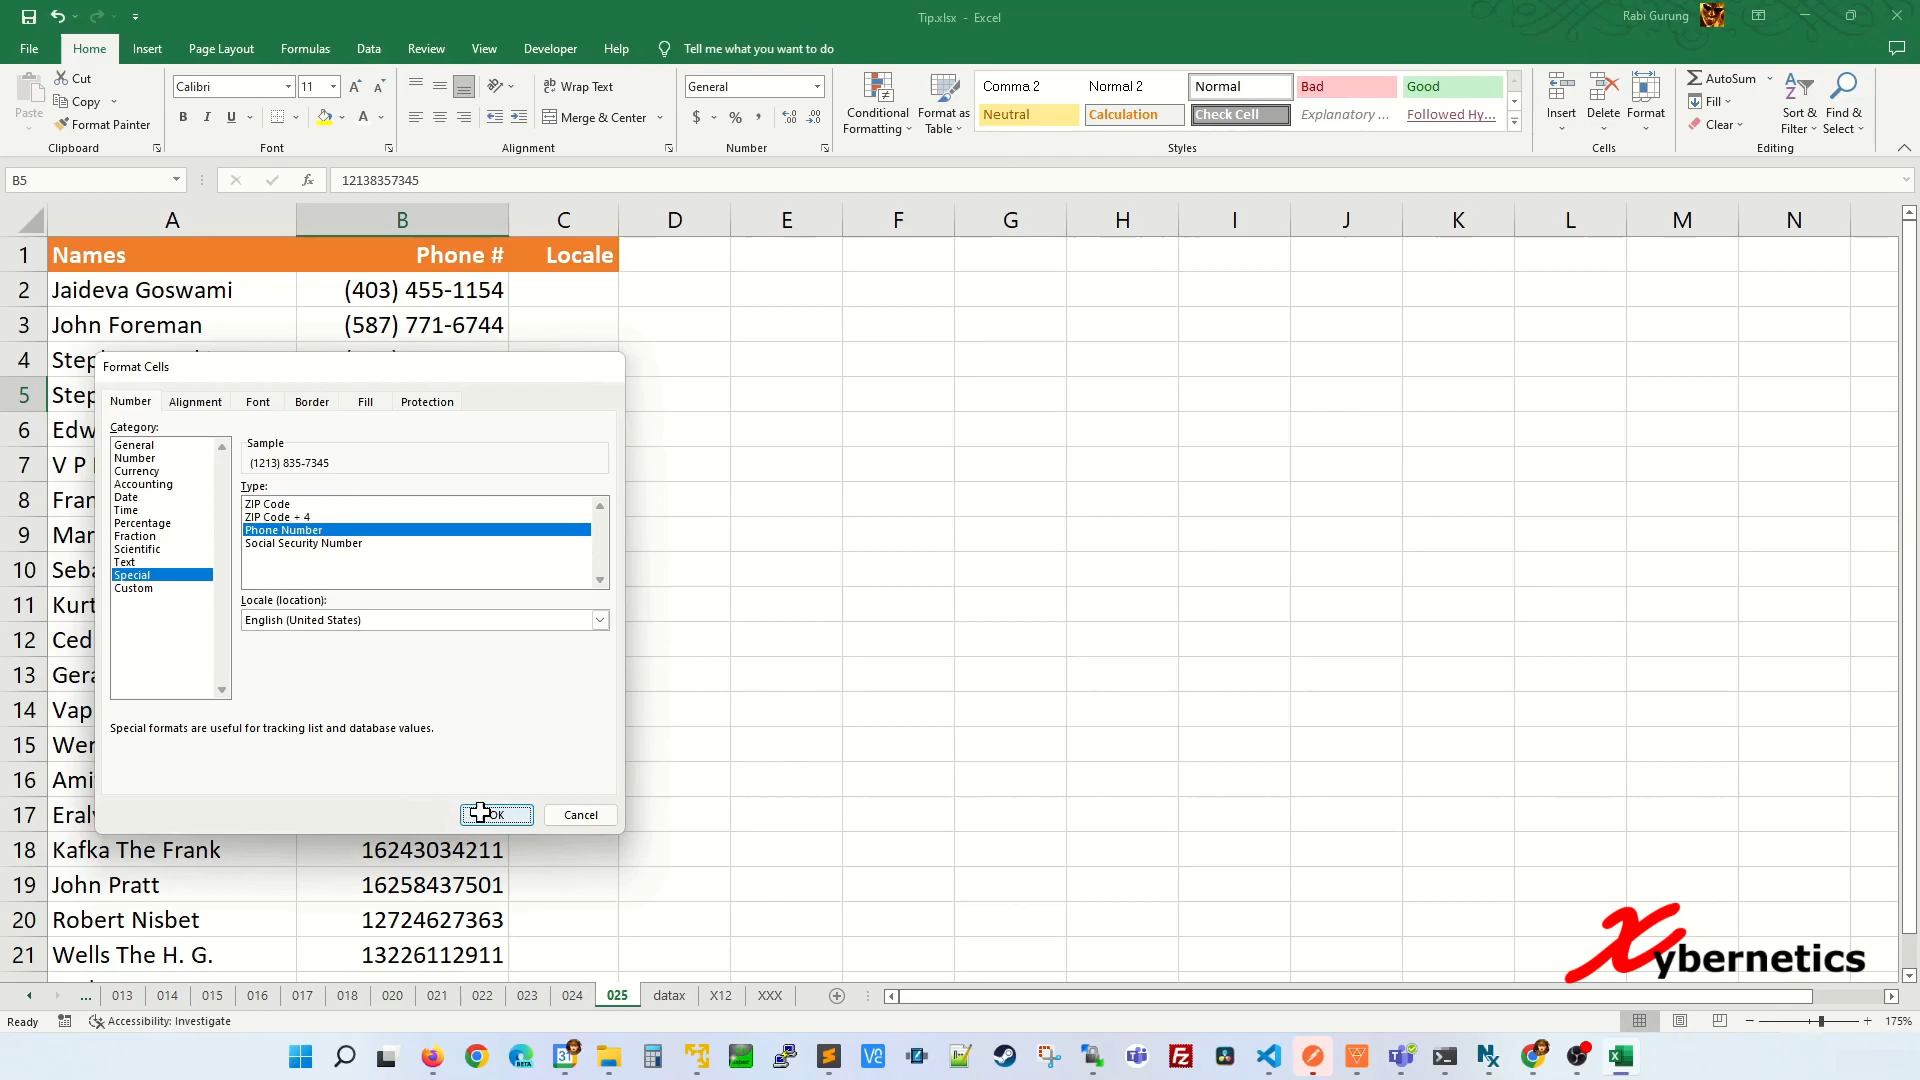 Tip.xlsx - Excel
Rabi Gurung
File Home Insert Page Layout Formulas Data Review View Developer Help Tell me what you want to do
Paste
Cut
Copy
Format Painter
Clipboard
Calibri 11
B I U
Font
Wrap Text
Merge & Center
Alignment
General
$ % ,
Number
Conditional Formatting
Format as Table
Comma 2 Normal 2 Normal Bad Good
Neutral Calculation Check Cell Explanatory ... Followed Hy...
Styles
Insert Delete Format
Cells
AutoSum
Fill
Clear
Sort & Filter
Find & Select
Editing
B5 fx 12138357345
A B C D E F G H I J K L M N
1 Names Phone # Locale
2 Jaideva Goswami (403) 455-1154
3 John Foreman (587) 771-6744
4 Step
5 Step
6 Edw
7 V P
8 Fran
9 Mar
10 Seba
11 Kurt
12 Ced
13 Gera
14 Vap
15 Wer
16 Ami
17 Eralv
18 Kafka The Frank 16243034211
19 John Pratt 16258437501
20 Robert Nisbet 12724627363
21 Wells The H. G. 13226112911
Format Cells
Number Alignment Font Border Fill Protection
Category:
General
Number
Currency
Accounting
Date
Time
Percentage
Fraction
Scientific
Text
Special
Custom
Sample
(1213) 835-7345
Type:
ZIP Code
ZIP Code + 4
Phone Number
Social Security Number
Locale (location):
English (United States)
Special formats are useful for tracking list and database values.
OK Cancel
Xybernetics
... 013 014 015 016 017 018 020 021 022 023 024 025 datax X12 XXX
Ready Accessibility: Investigate 175%